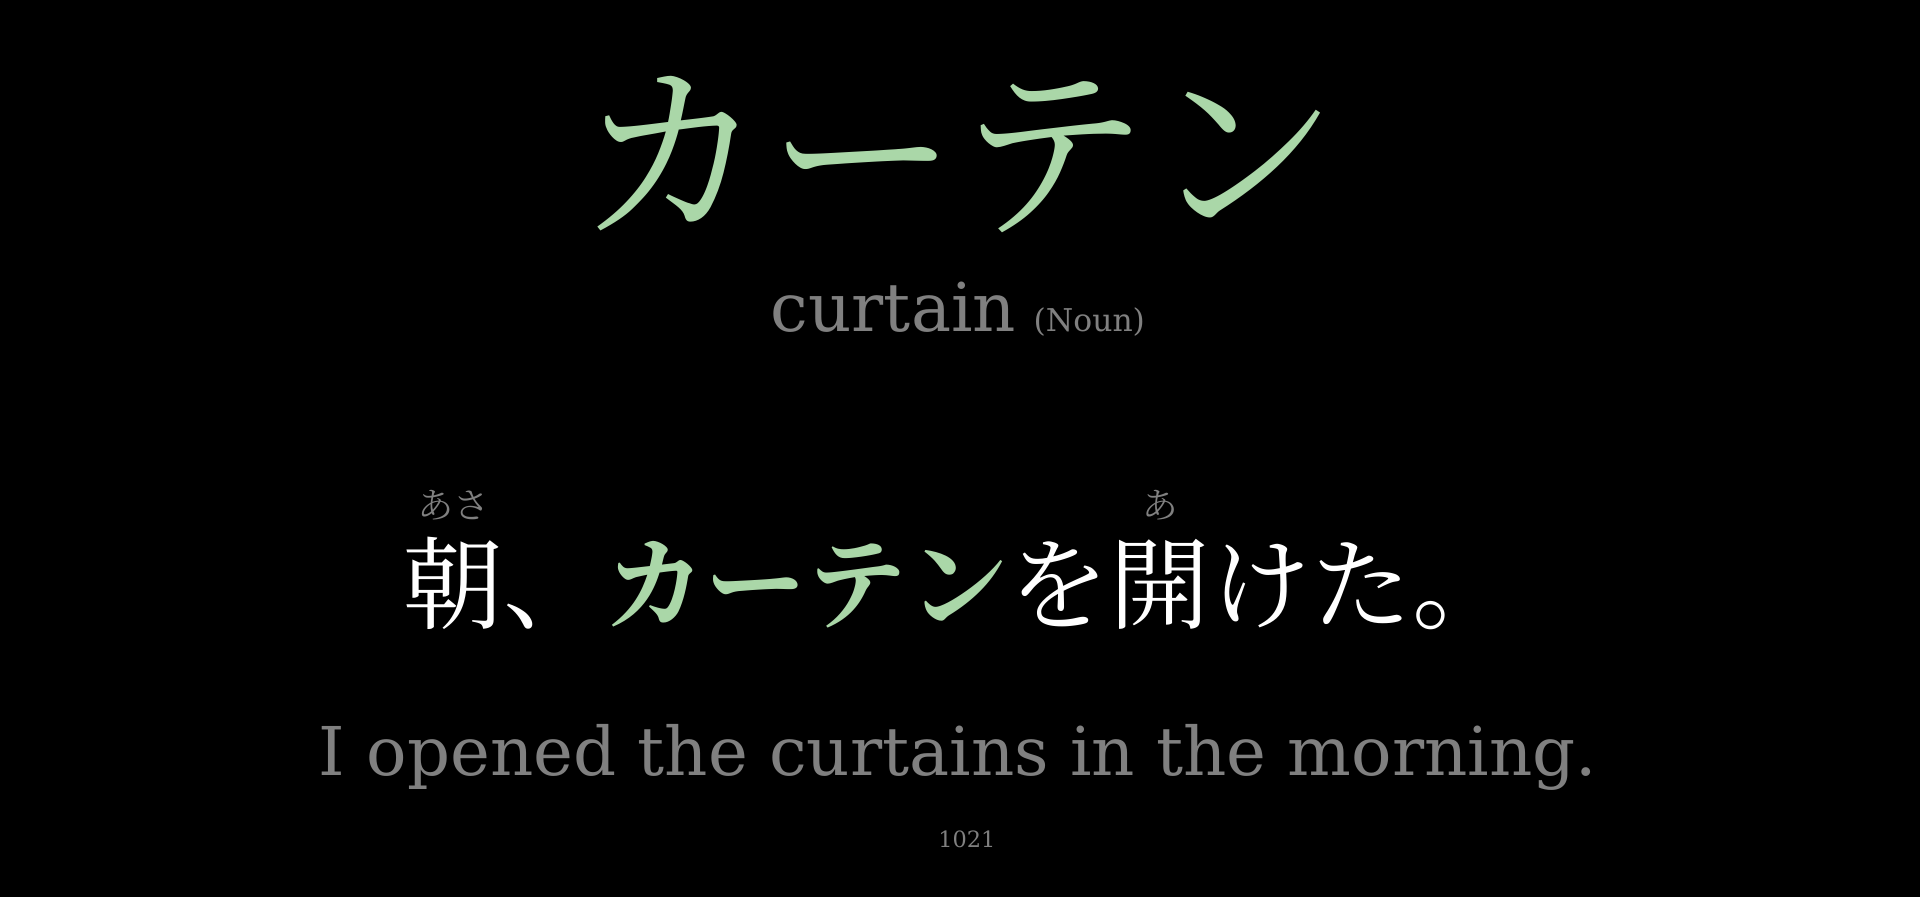 カーテン
curtain (Noun)
あさ あ
朝、カーテンを開けた。
I opened the curtains in the morning.
1021